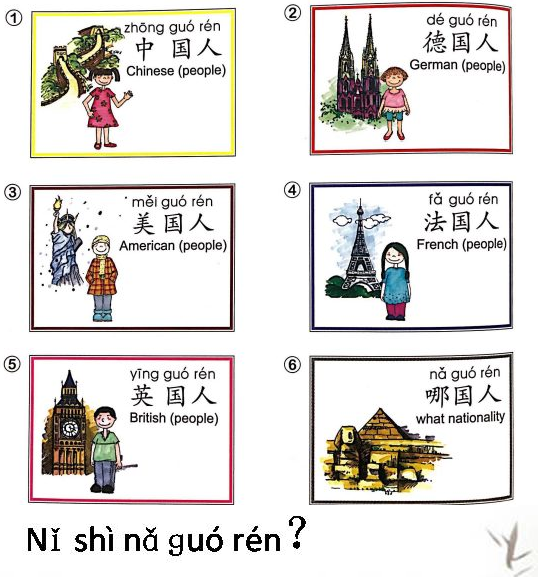 ①
zhōng guó rén
中国人
Chinese (people)
②
dé guó rén
德国人
German (people)
③
měi guó rén
美国人
American (people)
④
fǎ guó rén
法国人
French (people)
⑤
yīng guó rén
英国人
British (people)
⑥
nǎ guó rén
哪国人
what nationality
Nǐ shì nǎ guó rén?